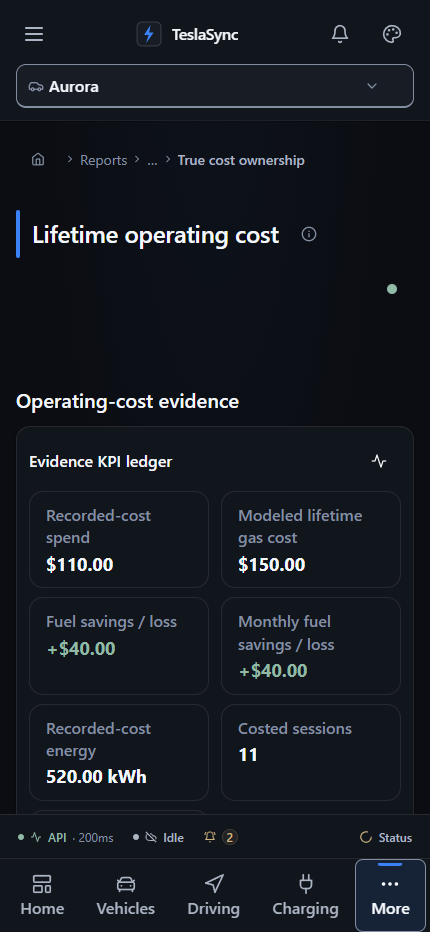 TeslaSync
Aurora
Reports
...
True cost ownership
Lifetime operating cost
Operating-cost evidence
Evidence KPI ledger
Recorded-cost
spend
$110.00
Modeled lifetime
gas cost
$150.00
Fuel savings / loss
+$40.00
Monthly fuel
savings / loss
+$40.00
Recorded-cost
energy
520.00 kWh
Costed sessions
11
API · 200ms
Idle
2
Status
Home
Vehicles
Driving
Charging
More